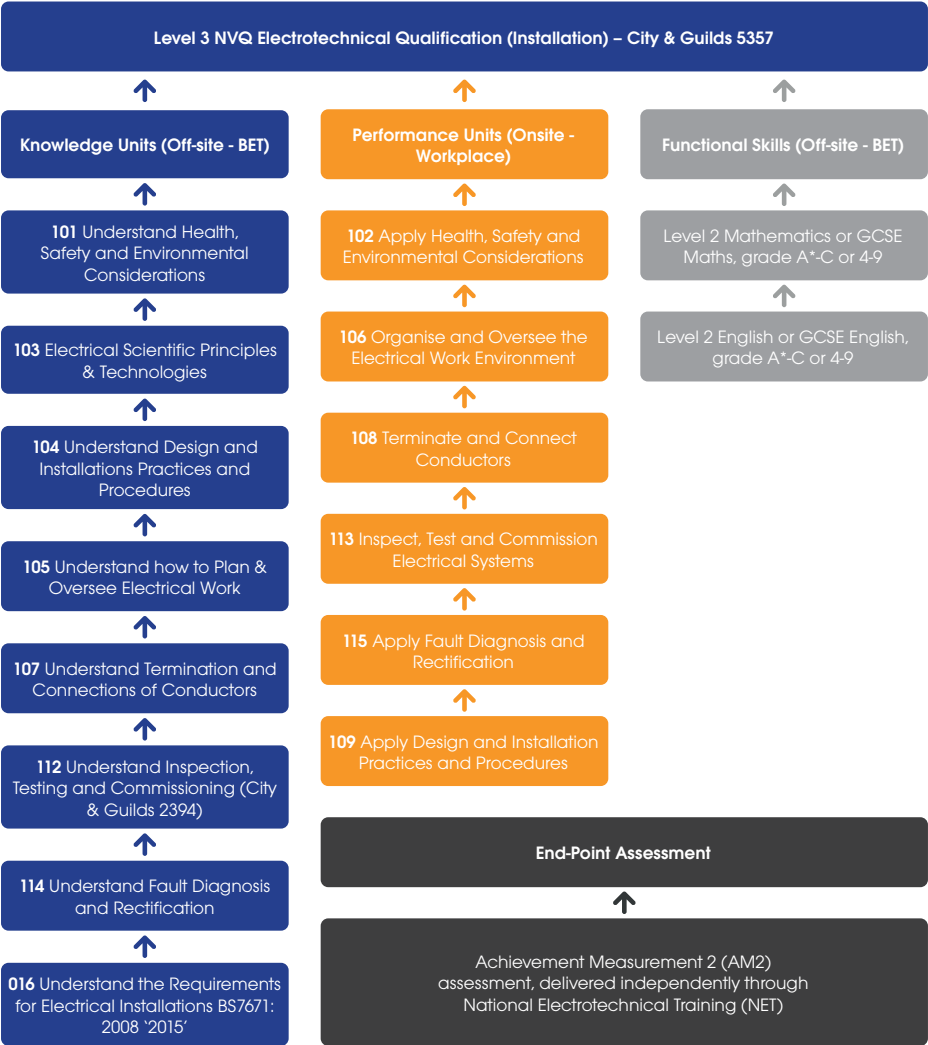 Level 3 NVQ Electrotechnical Qualification (Installation) – City & Guilds 5357
Knowledge Units (Off-site - BET)
101 Understand Health,
Safety and Environmental
Considerations
103 Electrical Scientific Principles
& Technologies
104 Understand Design and
Installations Practices and
Procedures
105 Understand how to Plan &
Oversee Electrical Work
107 Understand Termination and
Connections of Conductors
112 Understand Inspection,
Testing and Commissioning (City
& Guilds 2394)
114 Understand Fault Diagnosis
and Rectification
016 Understand the Requirements
for Electrical Installations BS7671:
2008 ‘2015’
Performance Units (Onsite -
Workplace)
102 Apply Health, Safety and
Environmental Considerations
106 Organise and Oversee the
Electrical Work Environment
108 Terminate and Connect
Conductors
113 Inspect, Test and Commission
Electrical Systems
115 Apply Fault Diagnosis and
Rectification
109 Apply Design and Installation
Practices and Procedures
Functional Skills (Off-site - BET)
Level 2 Mathematics or GCSE
Maths, grade A*-C or 4-9
Level 2 English or GCSE English,
grade A*-C or 4-9
End-Point Assessment
Achievement Measurement 2 (AM2)
assessment, delivered independently through
National Electrotechnical Training (NET)